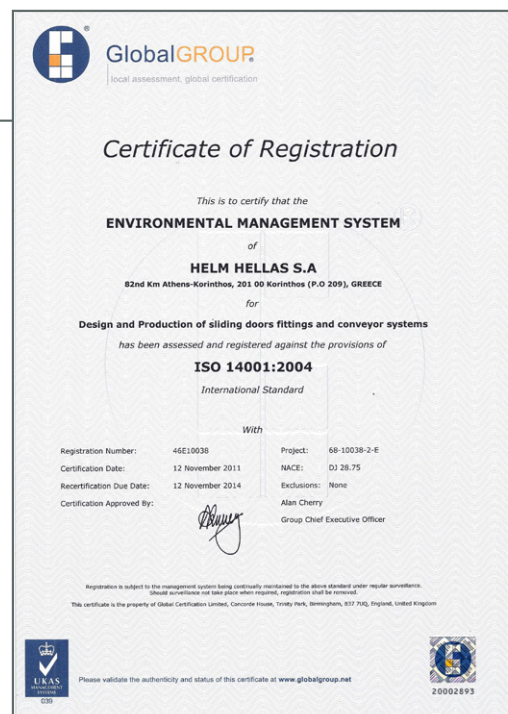 ®
GlobalGROUP®
local assessment, global certification
Certificate of Registration
This is to certify that the
ENVIRONMENTAL MANAGEMENT SYSTEM
of
HELM HELLAS S.A
82nd Km Athens-Korinthos, 201 00 Korinthos (P.O 209), GREECE
for
Design and Production of sliding doors fittings and conveyor systems
has been assessed and registered against the provisions of
ISO 14001:2004
International Standard
With
Registration Number: 46E10038 Project: 68-10038-2-E
Certification Date: 12 November 2011 NACE: DJ 28.75
Recertification Due Date: 12 November 2014 Exclusions: None
Certification Approved By: Alan Cherry
Group Chief Executive Officer
Registration is subject to the management system being continually maintained to the above standard under regular surveillance.
Should surveillance not take place when required, registration shall be removed.
This certificate is the property of Global Certification Limited, Concorde House, Trinity Park, Birmingham, B37 7UQ, England, United Kingdom
UKAS
MANAGEMENT
SYSTEMS
039
Please validate the authenticity and status of this certificate at www.globalgroup.net
20002893